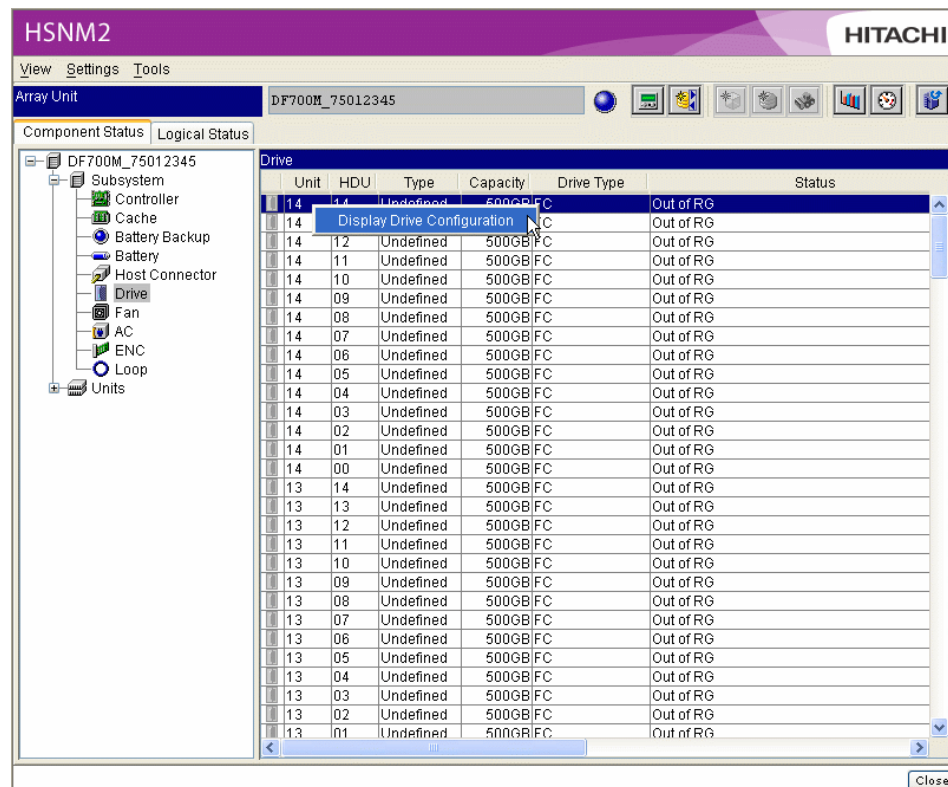 HSNM2
HITACHI
View Settings Tools
Array Unit DF700M_75012345
Component Status Logical Status
DF700M_75012345
Subsystem
Controller
Cache
Battery Backup
Battery
Host Connector
Drive
Fan
AC
ENC
Loop
Units
Drive
Unit HDU Type Capacity Drive Type Status
14 14 Undefined 500GB FC Out of RG
Display Drive Configuration
14 Out of RG
14 12 Undefined 500GB FC Out of RG
14 11 Undefined 500GB FC Out of RG
14 10 Undefined 500GB FC Out of RG
14 09 Undefined 500GB FC Out of RG
14 08 Undefined 500GB FC Out of RG
14 07 Undefined 500GB FC Out of RG
14 06 Undefined 500GB FC Out of RG
14 05 Undefined 500GB FC Out of RG
14 04 Undefined 500GB FC Out of RG
14 03 Undefined 500GB FC Out of RG
14 02 Undefined 500GB FC Out of RG
14 01 Undefined 500GB FC Out of RG
14 00 Undefined 500GB FC Out of RG
13 14 Undefined 500GB FC Out of RG
13 13 Undefined 500GB FC Out of RG
13 12 Undefined 500GB FC Out of RG
13 11 Undefined 500GB FC Out of RG
13 10 Undefined 500GB FC Out of RG
13 09 Undefined 500GB FC Out of RG
13 08 Undefined 500GB FC Out of RG
13 07 Undefined 500GB FC Out of RG
13 06 Undefined 500GB FC Out of RG
13 05 Undefined 500GB FC Out of RG
13 04 Undefined 500GB FC Out of RG
13 03 Undefined 500GB FC Out of RG
13 02 Undefined 500GB FC Out of RG
13 01 Undefined 500GB FC Out of RG
Close